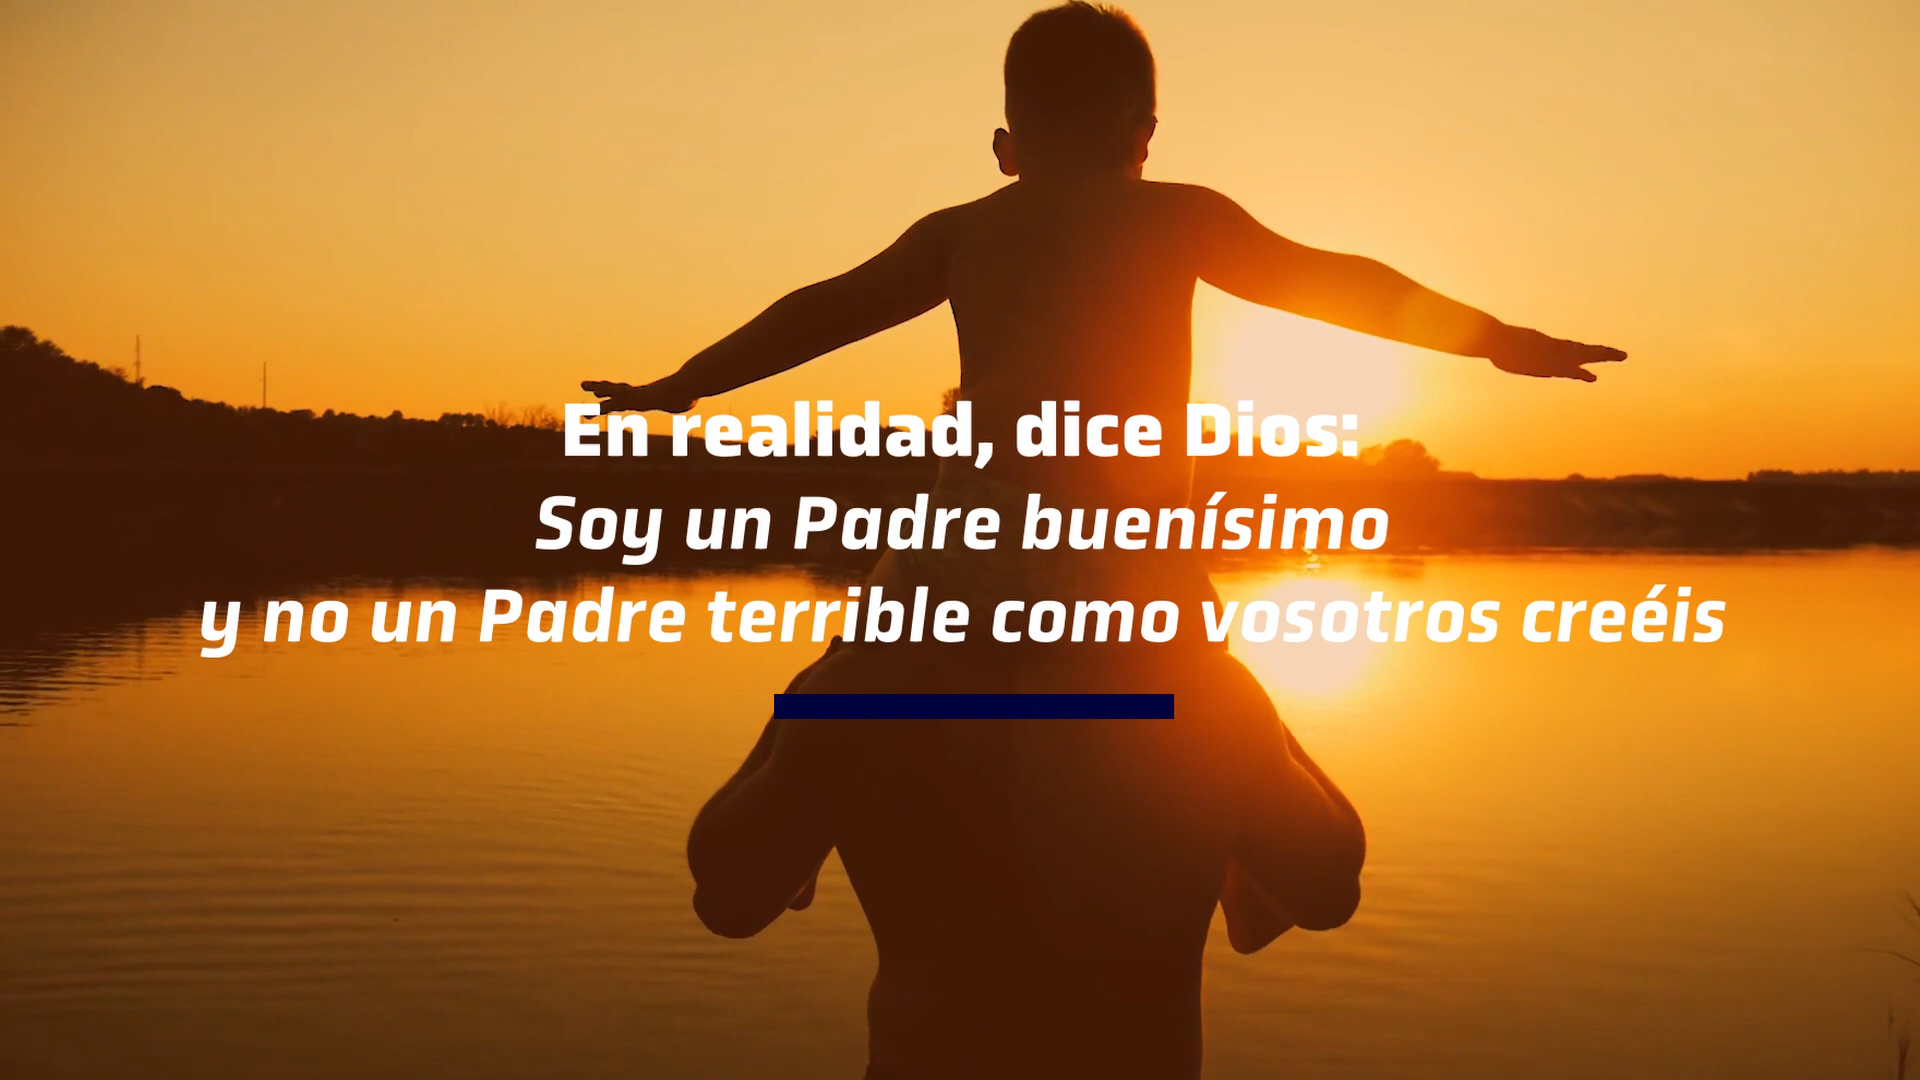 En realidad, dice Dios:
Soy un Padre buenísimo
y no un Padre terrible como vosotros creéis